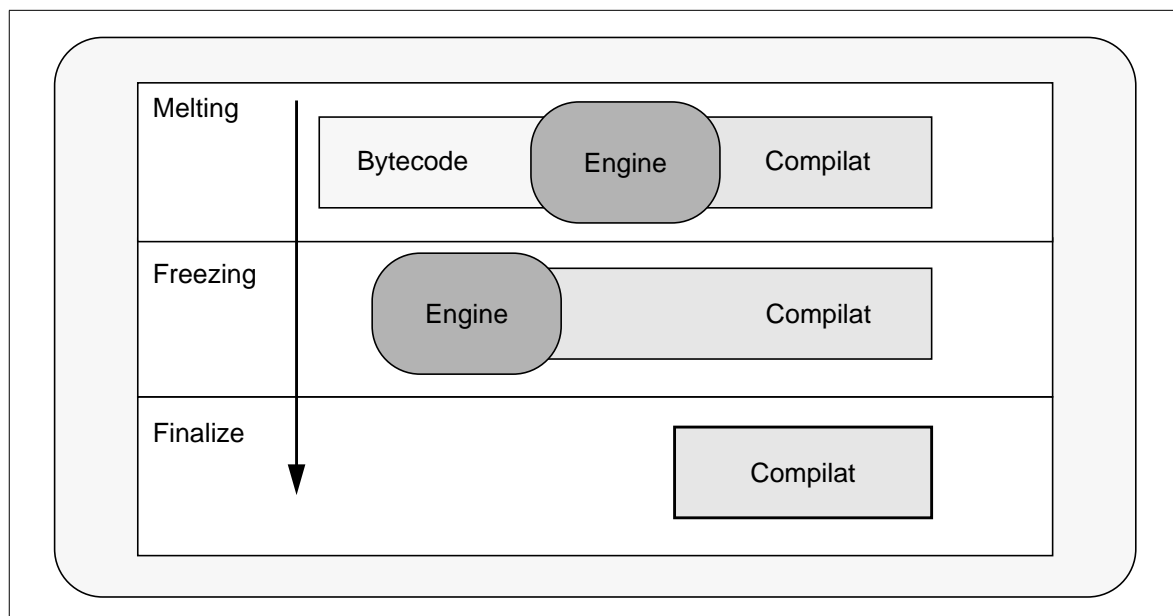 Melting
Bytecode Engine Compilat
Freezing
Engine Compilat
Finalize
Compilat